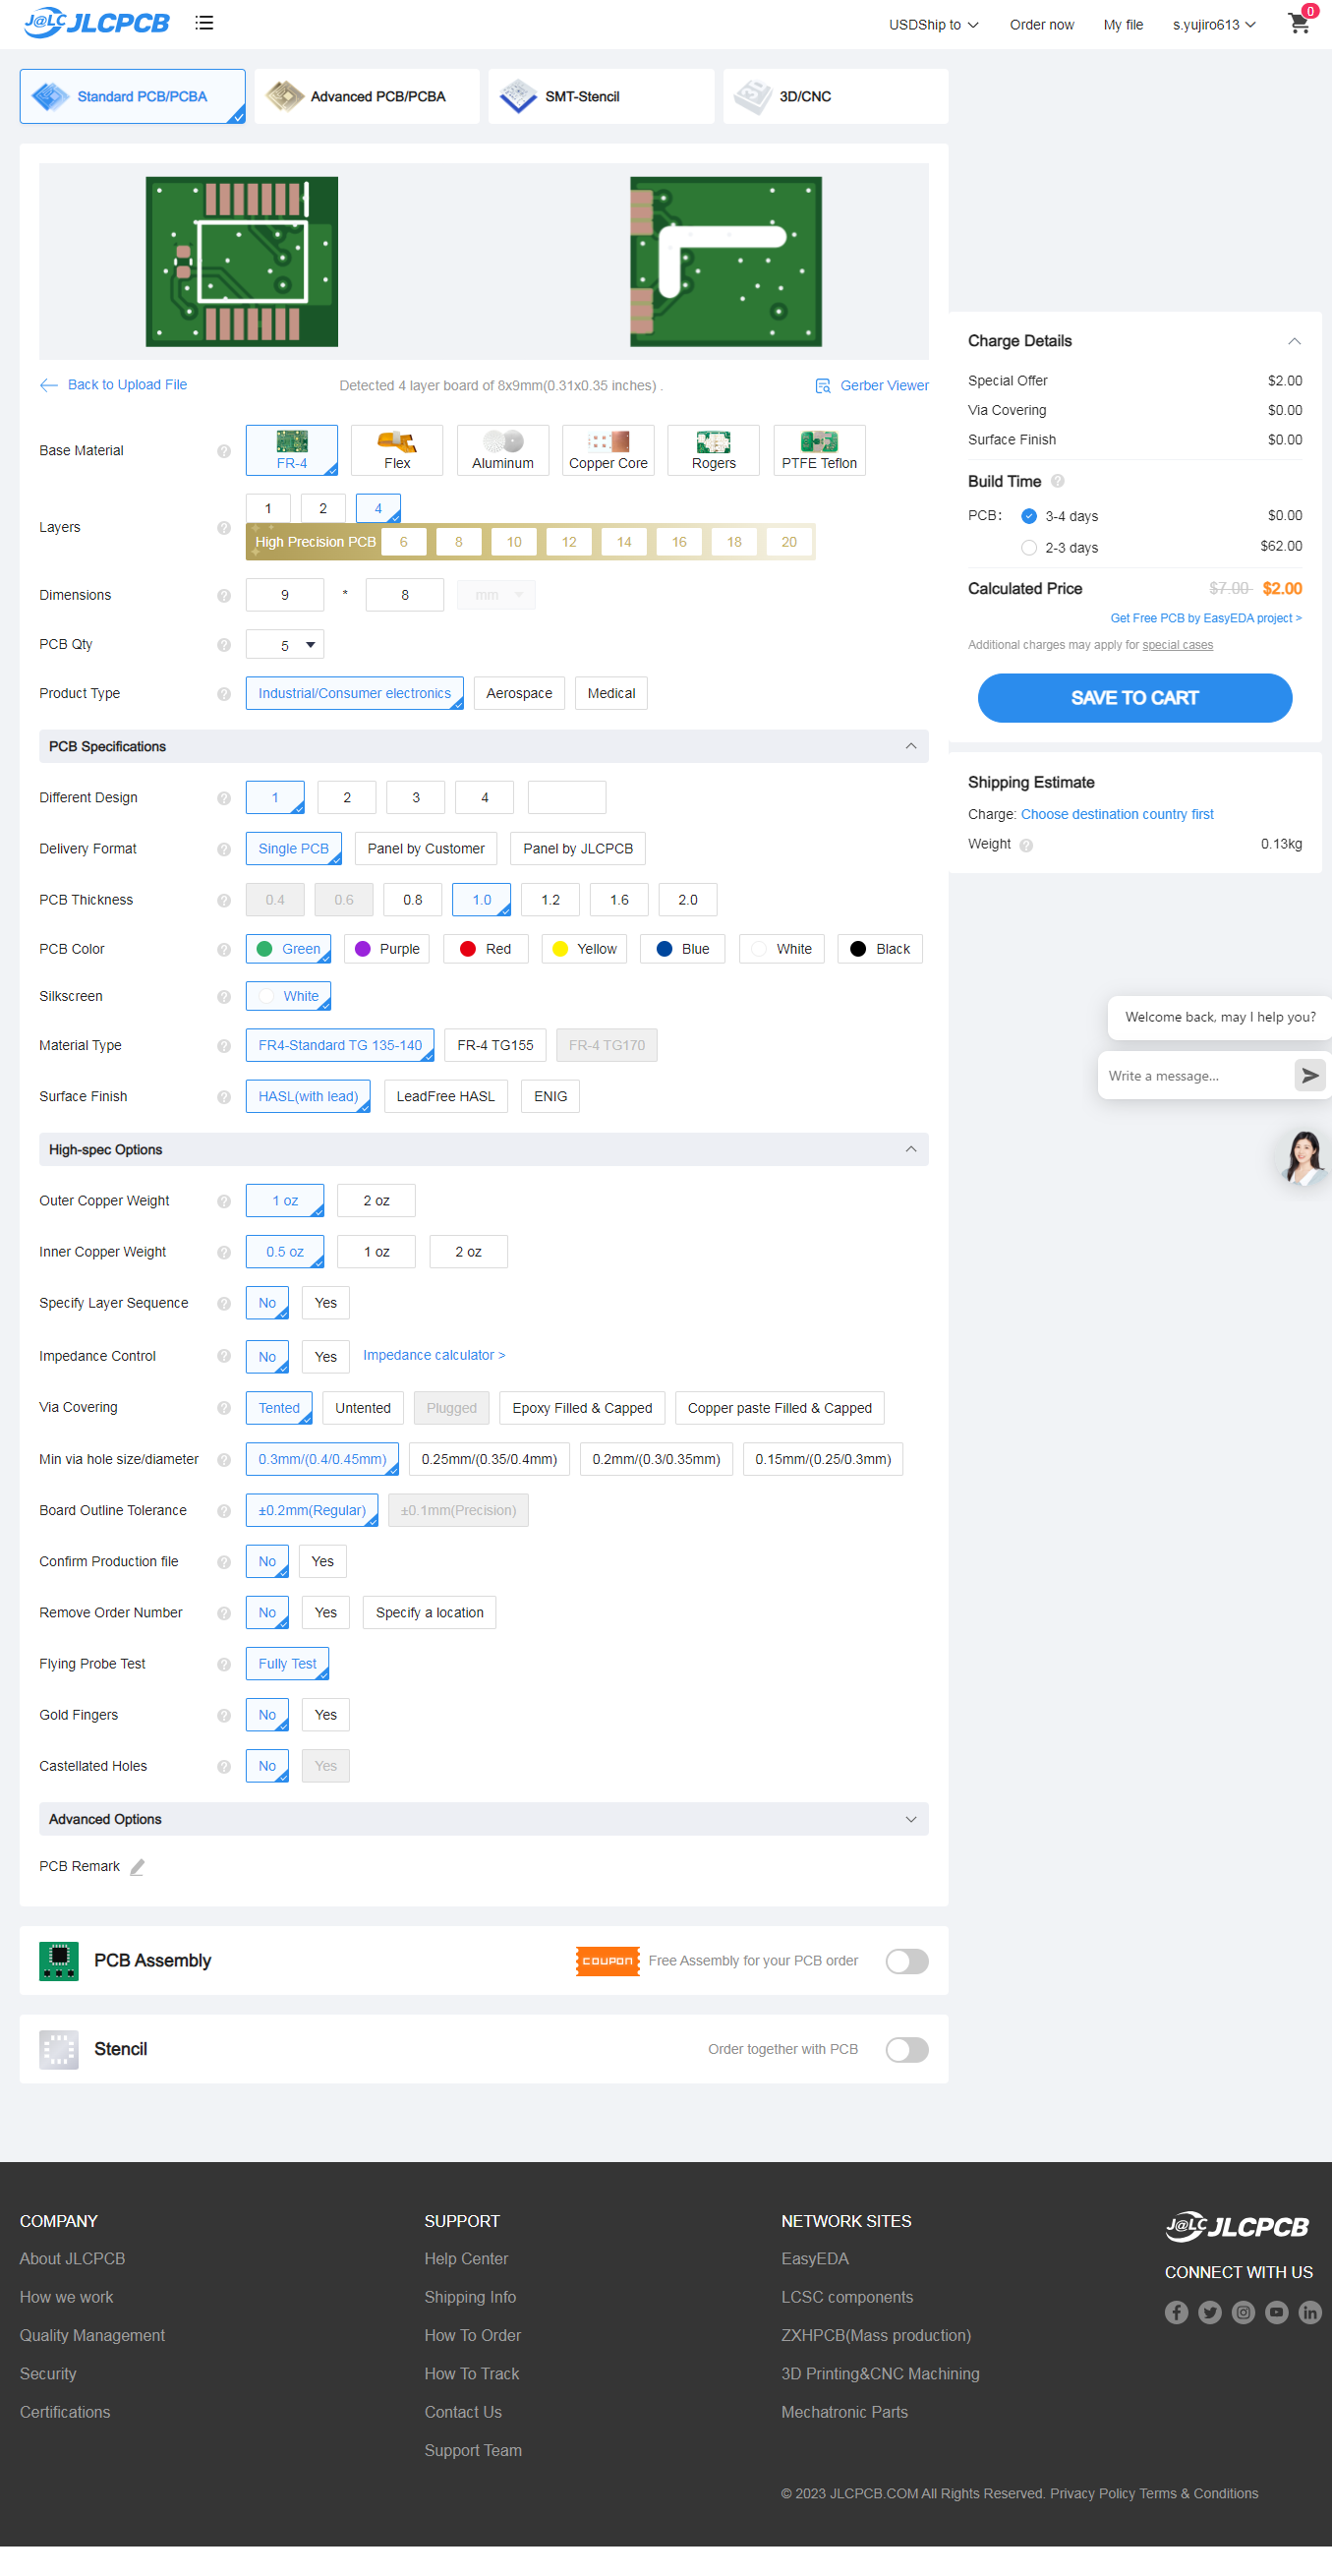 J@LC JLCPCB
USDShip to
Order now
My file
s.yujiro613
0
Standard PCB/PCBA
Advanced PCB/PCBA
SMT-Stencil
3D/CNC
Back to Upload File
Detected 4 layer board of 8x9mm(0.31x0.35 inches) .
Gerber Viewer
Base Material
FR-4
Flex
Aluminum
Copper Core
Rogers
PTFE Teflon
Layers
1
2
4
High Precision PCB
6
8
10
12
14
16
18
20
Dimensions
9
*
8
mm
PCB Qty
5
Product Type
Industrial/Consumer electronics
Aerospace
Medical
PCB Specifications
Different Design
1
2
3
4
Delivery Format
Single PCB
Panel by Customer
Panel by JLCPCB
PCB Thickness
0.4
0.6
0.8
1.0
1.2
1.6
2.0
PCB Color
Green
Purple
Red
Yellow
Blue
White
Black
Silkscreen
White
Material Type
FR4-Standard TG 135-140
FR-4 TG155
FR-4 TG170
Surface Finish
HASL(with lead)
LeadFree HASL
ENIG
High-spec Options
Outer Copper Weight
1 oz
2 oz
Inner Copper Weight
0.5 oz
1 oz
2 oz
Specify Layer Sequence
No
Yes
Impedance Control
No
Yes
Impedance calculator >
Via Covering
Tented
Untented
Plugged
Epoxy Filled & Capped
Copper paste Filled & Capped
Min via hole size/diameter
0.3mm/(0.4/0.45mm)
0.25mm/(0.35/0.4mm)
0.2mm/(0.3/0.35mm)
0.15mm/(0.25/0.3mm)
Board Outline Tolerance
±0.2mm(Regular)
±0.1mm(Precision)
Confirm Production file
No
Yes
Remove Order Number
No
Yes
Specify a location
Flying Probe Test
Fully Test
Gold Fingers
No
Yes
Castellated Holes
No
Yes
Advanced Options
PCB Remark
PCB Assembly
COUPON
Free Assembly for your PCB order
Stencil
Order together with PCB
Charge Details
Special Offer $2.00
Via Covering $0.00
Surface Finish $0.00
Build Time
PCB: 3-4 days $0.00
2-3 days $62.00
Calculated Price $7.00 $2.00
Get Free PCB by EasyEDA project >
Additional charges may apply for special cases
SAVE TO CART
Shipping Estimate
Charge: Choose destination country first
Weight 0.13kg
Welcome back, may I help you?
Write a message...
COMPANY
About JLCPCB
How we work
Quality Management
Security
Certifications
SUPPORT
Help Center
Shipping Info
How To Order
How To Track
Contact Us
Support Team
NETWORK SITES
EasyEDA
LCSC components
ZXHPCB(Mass production)
3D Printing&CNC Machining
Mechatronic Parts
J@LC JLCPCB
CONNECT WITH US
© 2023 JLCPCB.COM All Rights Reserved. Privacy Policy Terms & Conditions